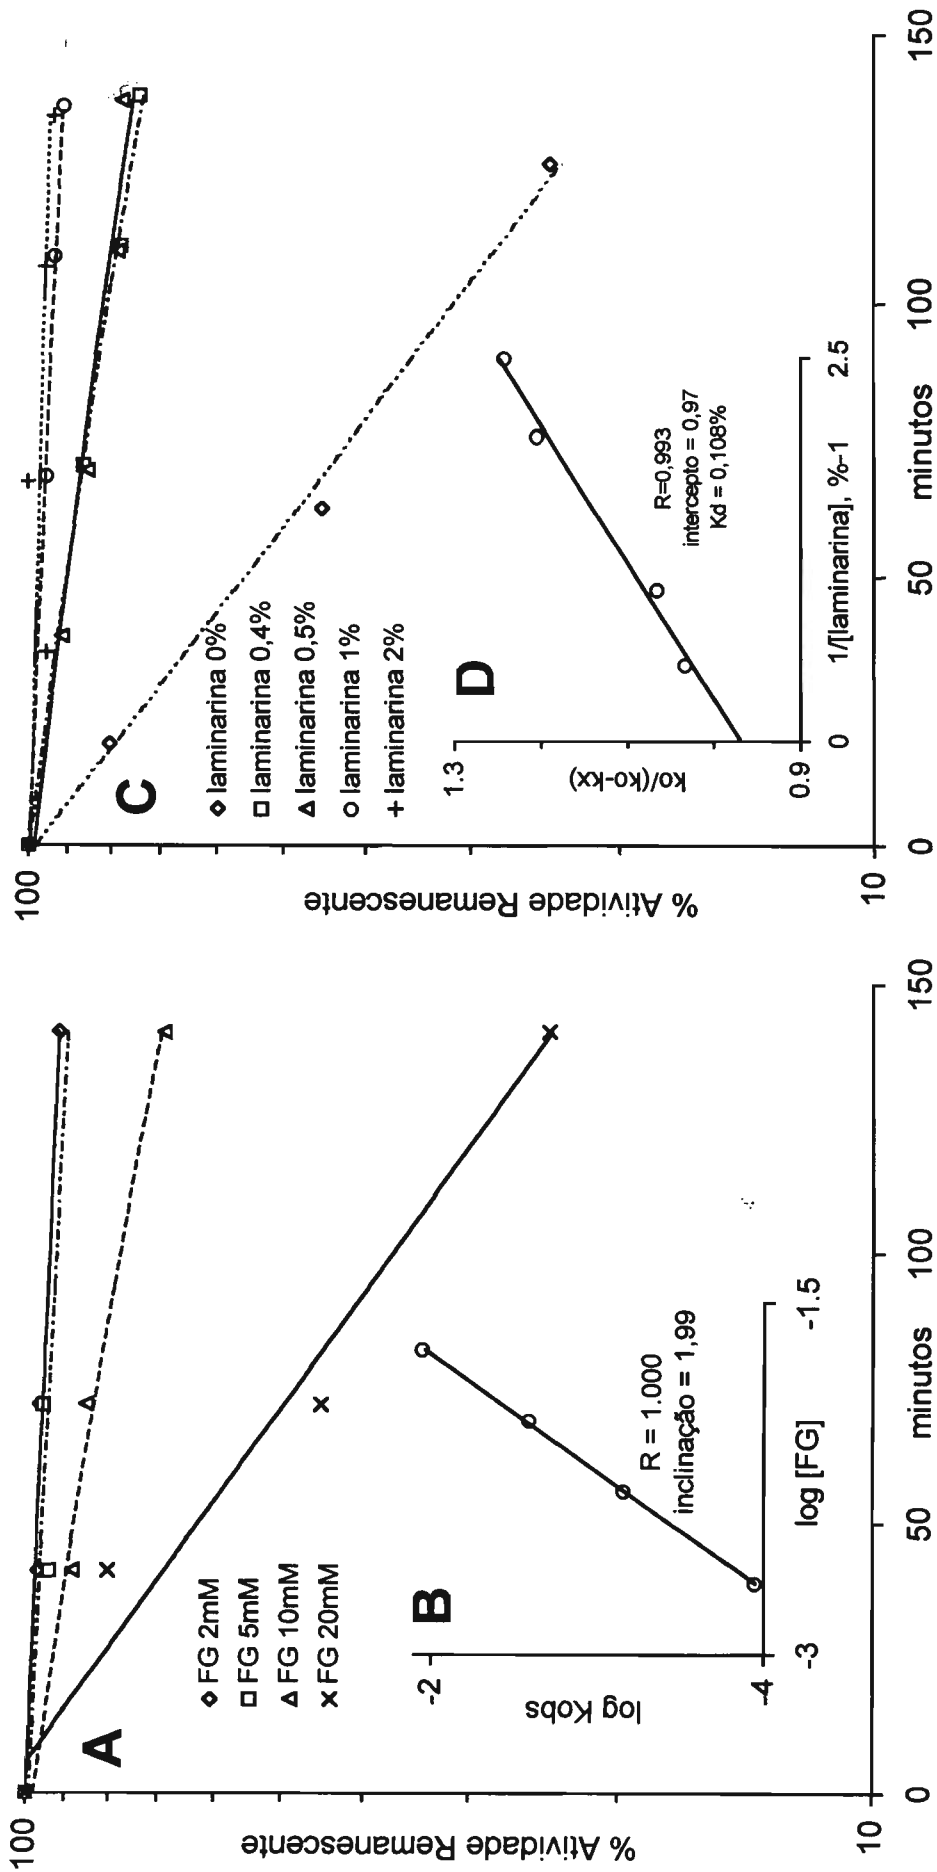 A
100
10
% Atividade Remanescente
FG 2mM
FG 5mM
FG 10mM
FG 20mM
B
-2
-4
log Kobs
R = 1.000
inclinação = 1,99
-3
-1.5
log [FG]
0
50
100
150
minutos
C
100
10
% Atividade Remanescente
laminarina 0%
laminarina 0,4%
laminarina 0,5%
laminarina 1%
laminarina 2%
D
1.3
0.9
ko/(ko-kx)
R=0,993
intercepto = 0,97
Kd = 0,108%
0
2.5
1/[laminarina], %-1
0
50
100
150
minutos